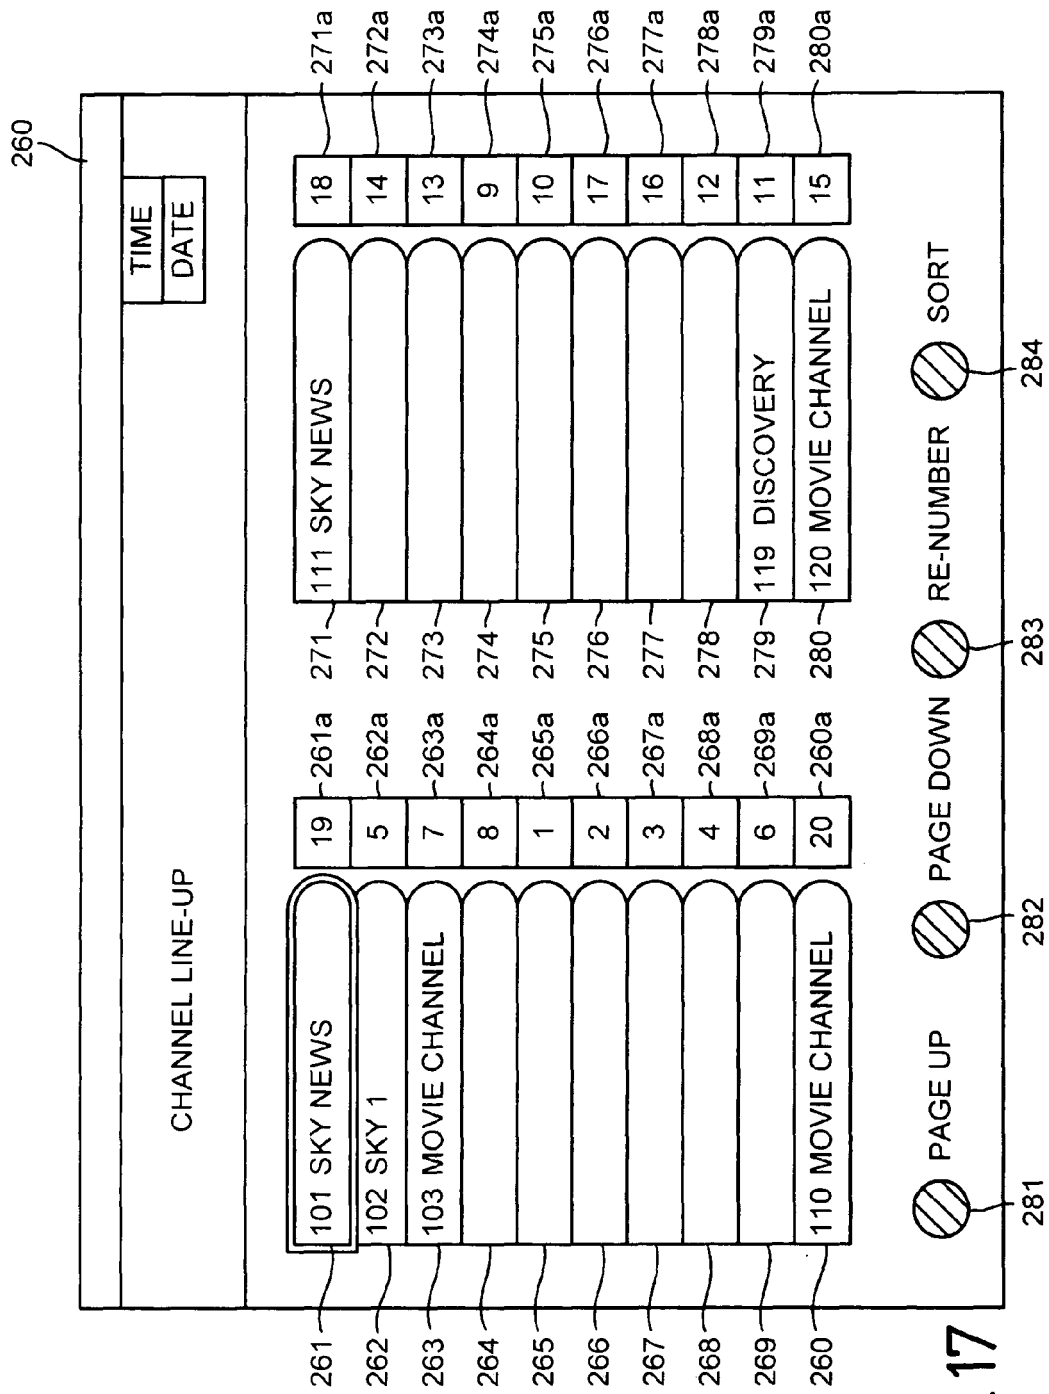 260
TIME
DATE
CHANNEL LINE-UP
261 101 SKY NEWS 19 261a
262 102 SKY 1 5 262a
263 103 MOVIE CHANNEL 7 263a
264 8 264a
265 1 265a
266 2 266a
267 3 267a
268 4 268a
269 6 269a
260 110 MOVIE CHANNEL 20 260a
271 111 SKY NEWS 18 271a
272 14 272a
273 13 273a
274 9 274a
275 10 275a
276 17 276a
277 16 277a
278 12 278a
279 119 DISCOVERY 11 279a
280 120 MOVIE CHANNEL 15 280a
PAGE UP PAGE DOWN RE-NUMBER SORT
281 282 283 284
17